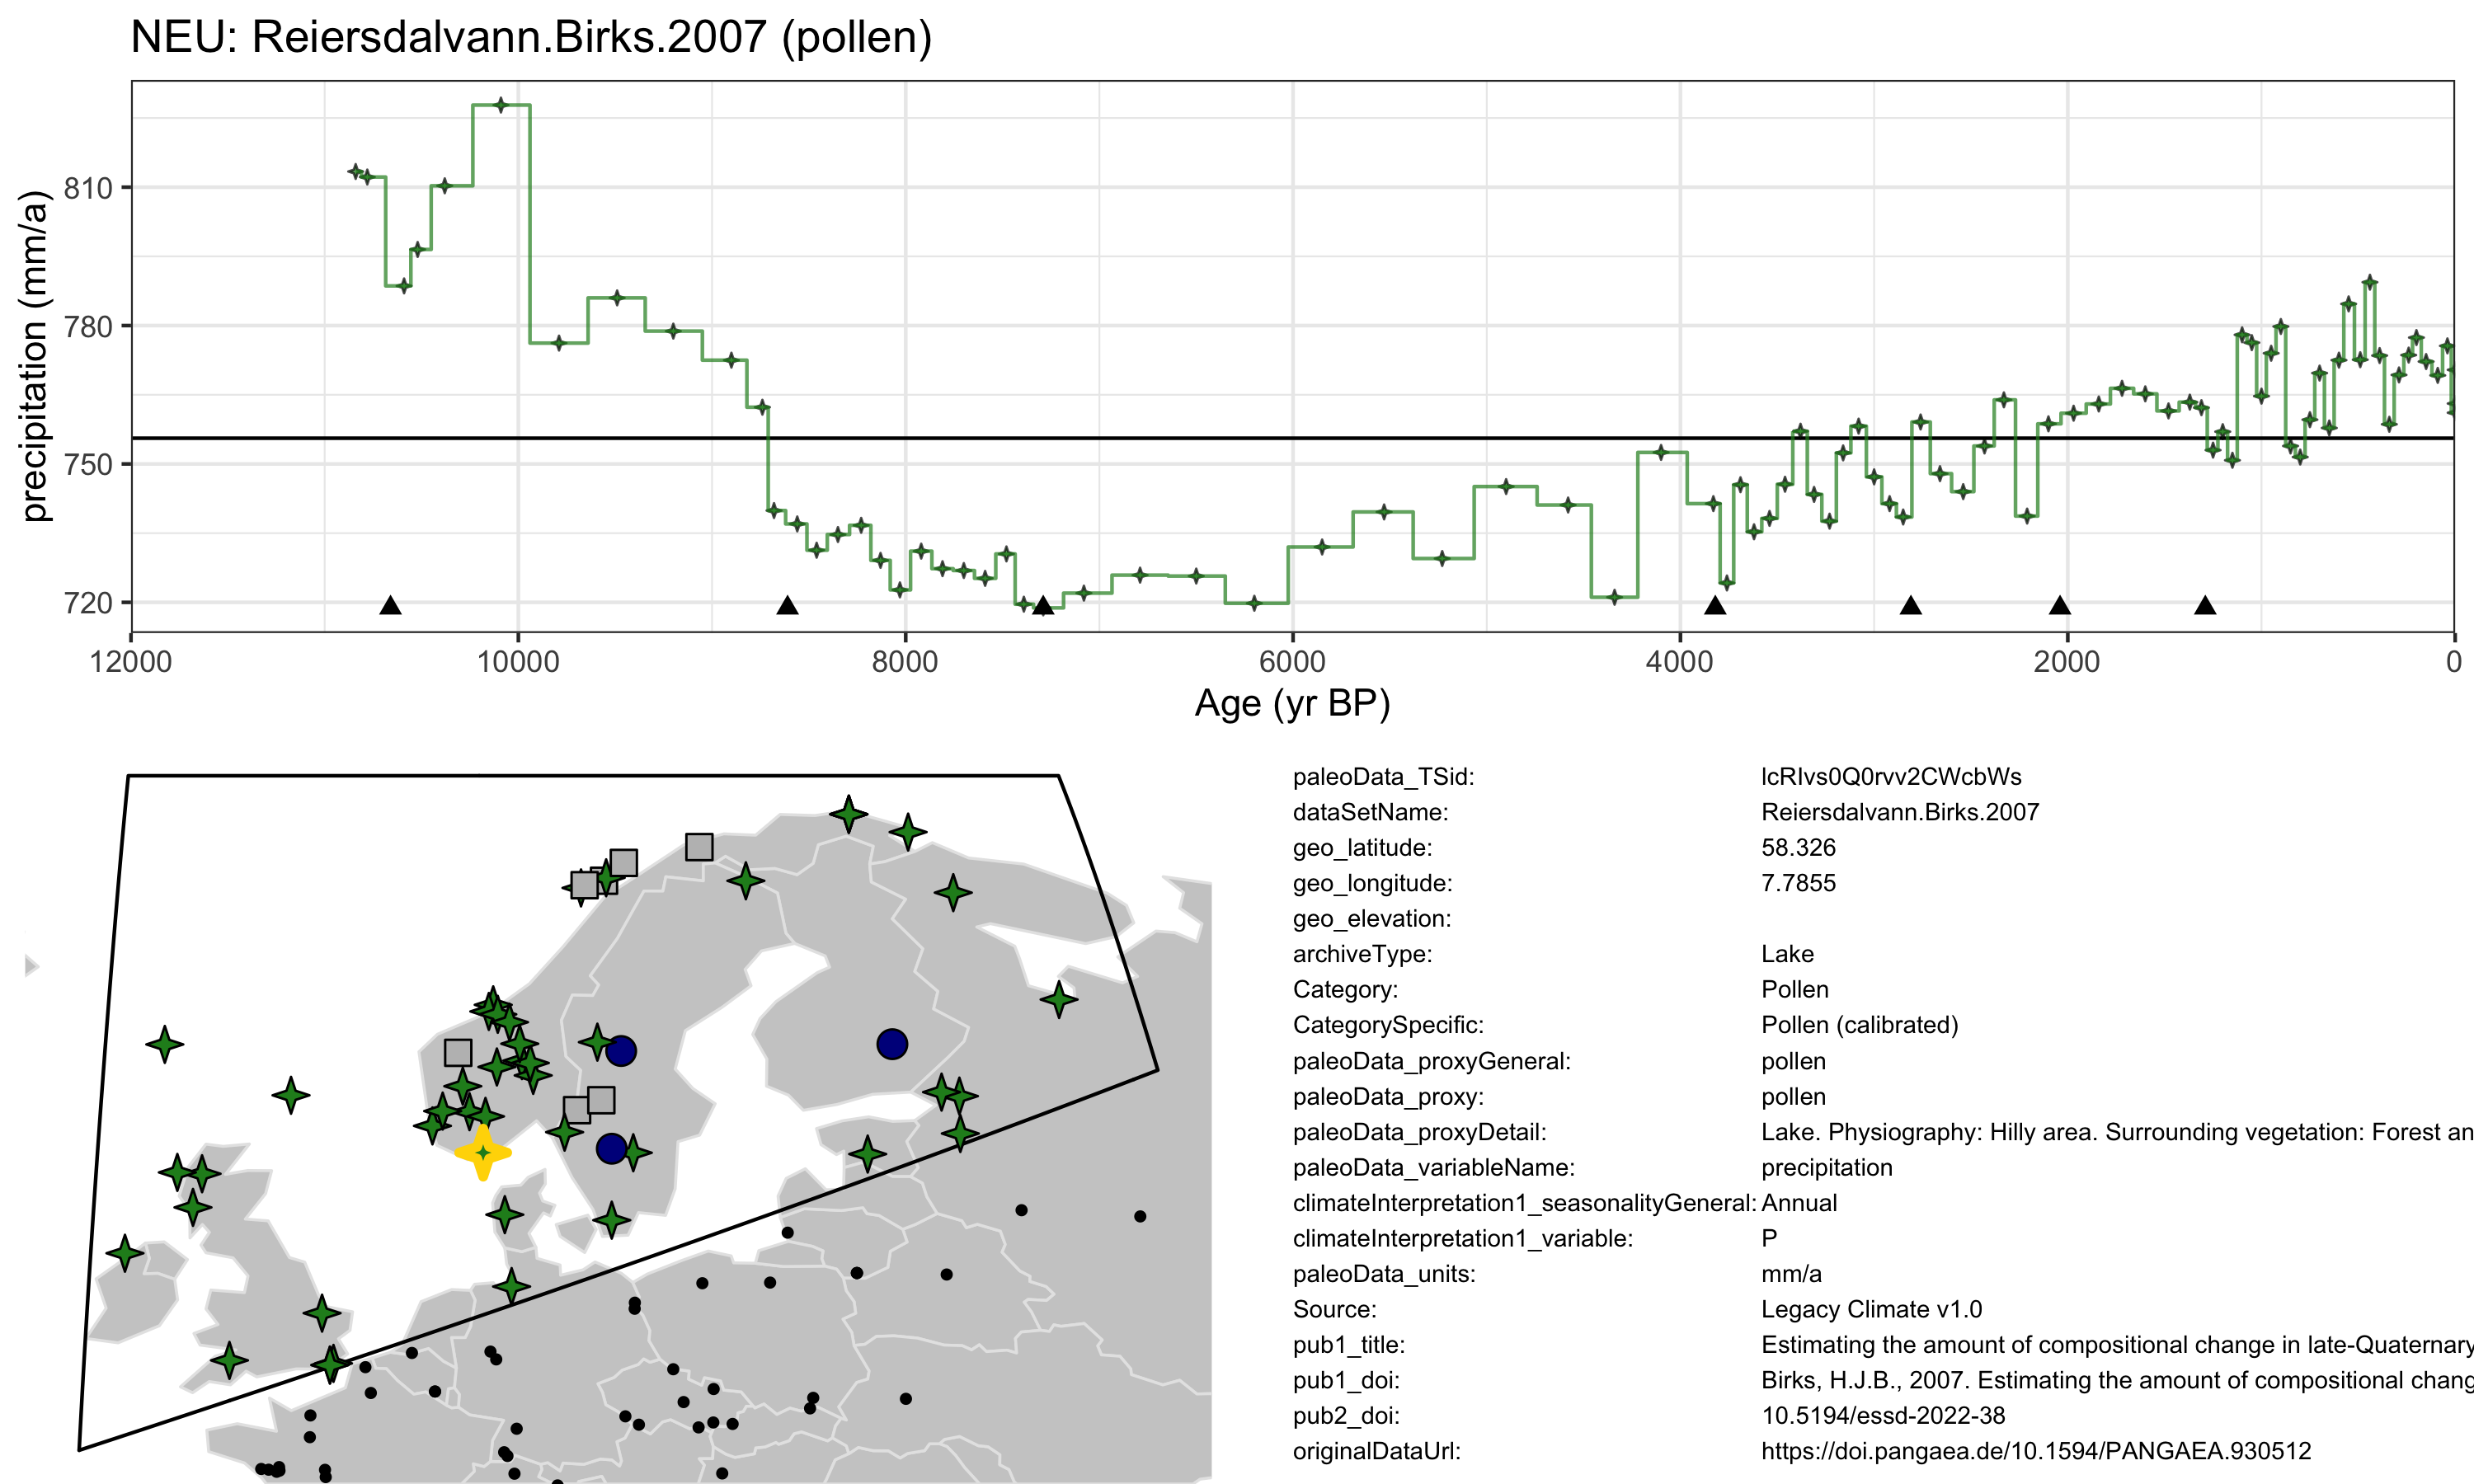 NEU: Reiersdalvann.Birks.2007 (pollen)
precipitation (mm/a)
810
780
750
720
12000 10000 8000 6000 4000 2000 0
Age (yr BP)
paleoData_TSid: lcRIvs0Q0rvv2CWcbWs
dataSetName: Reiersdalvann.Birks.2007
geo_latitude: 58.326
geo_longitude: 7.7855
geo_elevation:
archiveType: Lake
Category: Pollen
CategorySpecific: Pollen (calibrated)
paleoData_proxyGeneral: pollen
paleoData_proxy: pollen
paleoData_proxyDetail: Lake. Physiography: Hilly area. Surrounding vegetation: Forest an
paleoData_variableName: precipitation
climateInterpretation1_seasonalityGeneral: Annual
climateInterpretation1_variable: P
paleoData_units: mm/a
Source: Legacy Climate v1.0
pub1_title: Estimating the amount of compositional change in late-Quaternary
pub1_doi: Birks, H.J.B., 2007. Estimating the amount of compositional chang
pub2_doi: 10.5194/essd-2022-38
originalDataUrl: https://doi.pangaea.de/10.1594/PANGAEA.930512